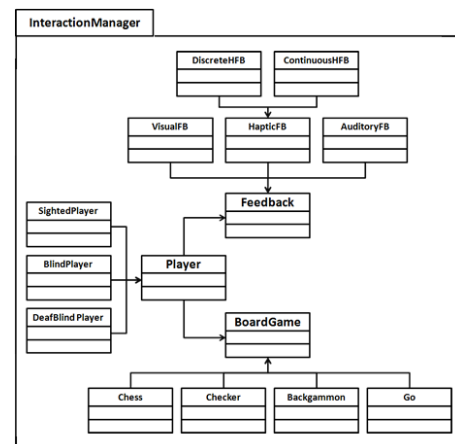 InteractionManager
DiscreteHFB
ContinuousHFB
VisualFB
HapticFB
AuditoryFB
SightedPlayer
Feedback
BlindPlayer
Player
DeafBlind Player
BoardGame
Chess
Checker
Backgammon
Go